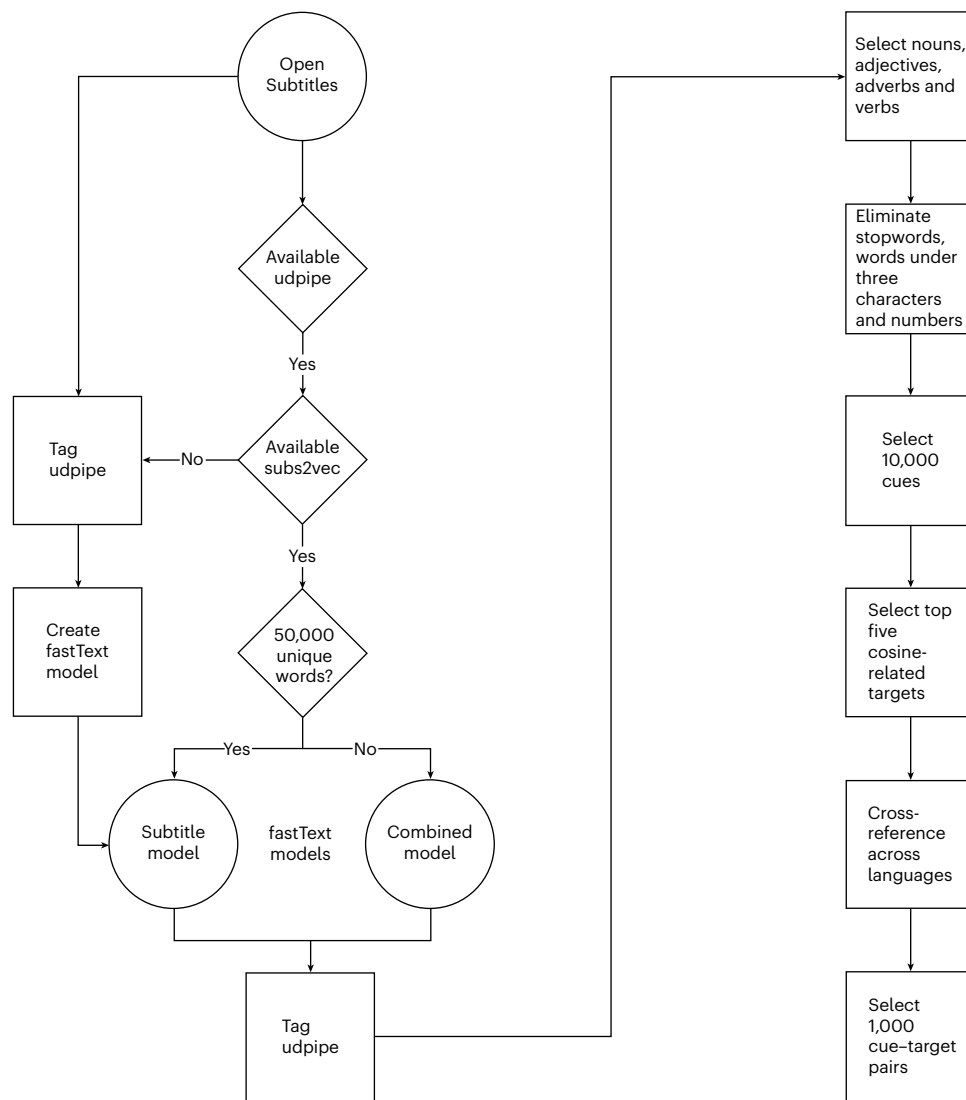 Open
Subtitles
Available
udpipe
Yes
Available
subs2vec
No
Tag
udpipe
Yes
Create
fastText
model
50,000
unique
words?
Yes
No
Subtitle
model
fastText
models
Combined
model
Tag
udpipe
Select nouns,
adjectives,
adverbs and
verbs
Eliminate
stopwords,
words under
three
characters
and numbers
Select
10,000
cues
Select top
five
cosine-
related
targets
Cross-
reference
across
languages
Select
1,000
cue–target
pairs